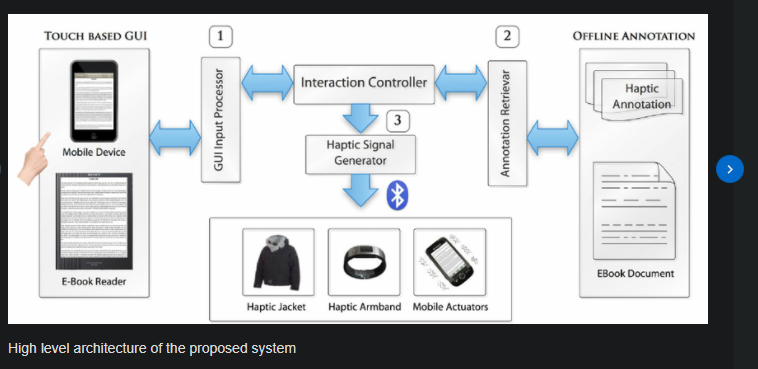 TOUCH BASED GUI
1
2
OFFLINE ANNOTATION
Mobile Device
E-Book Reader
GUI Input Processor
Interaction Controller
3
Haptic Signal
Generator
Annotation Retrievar
Haptic
Annotation
EBook Document
Haptic Jacket
Haptic Armband
Mobile Actuators
High level architecture of the proposed system